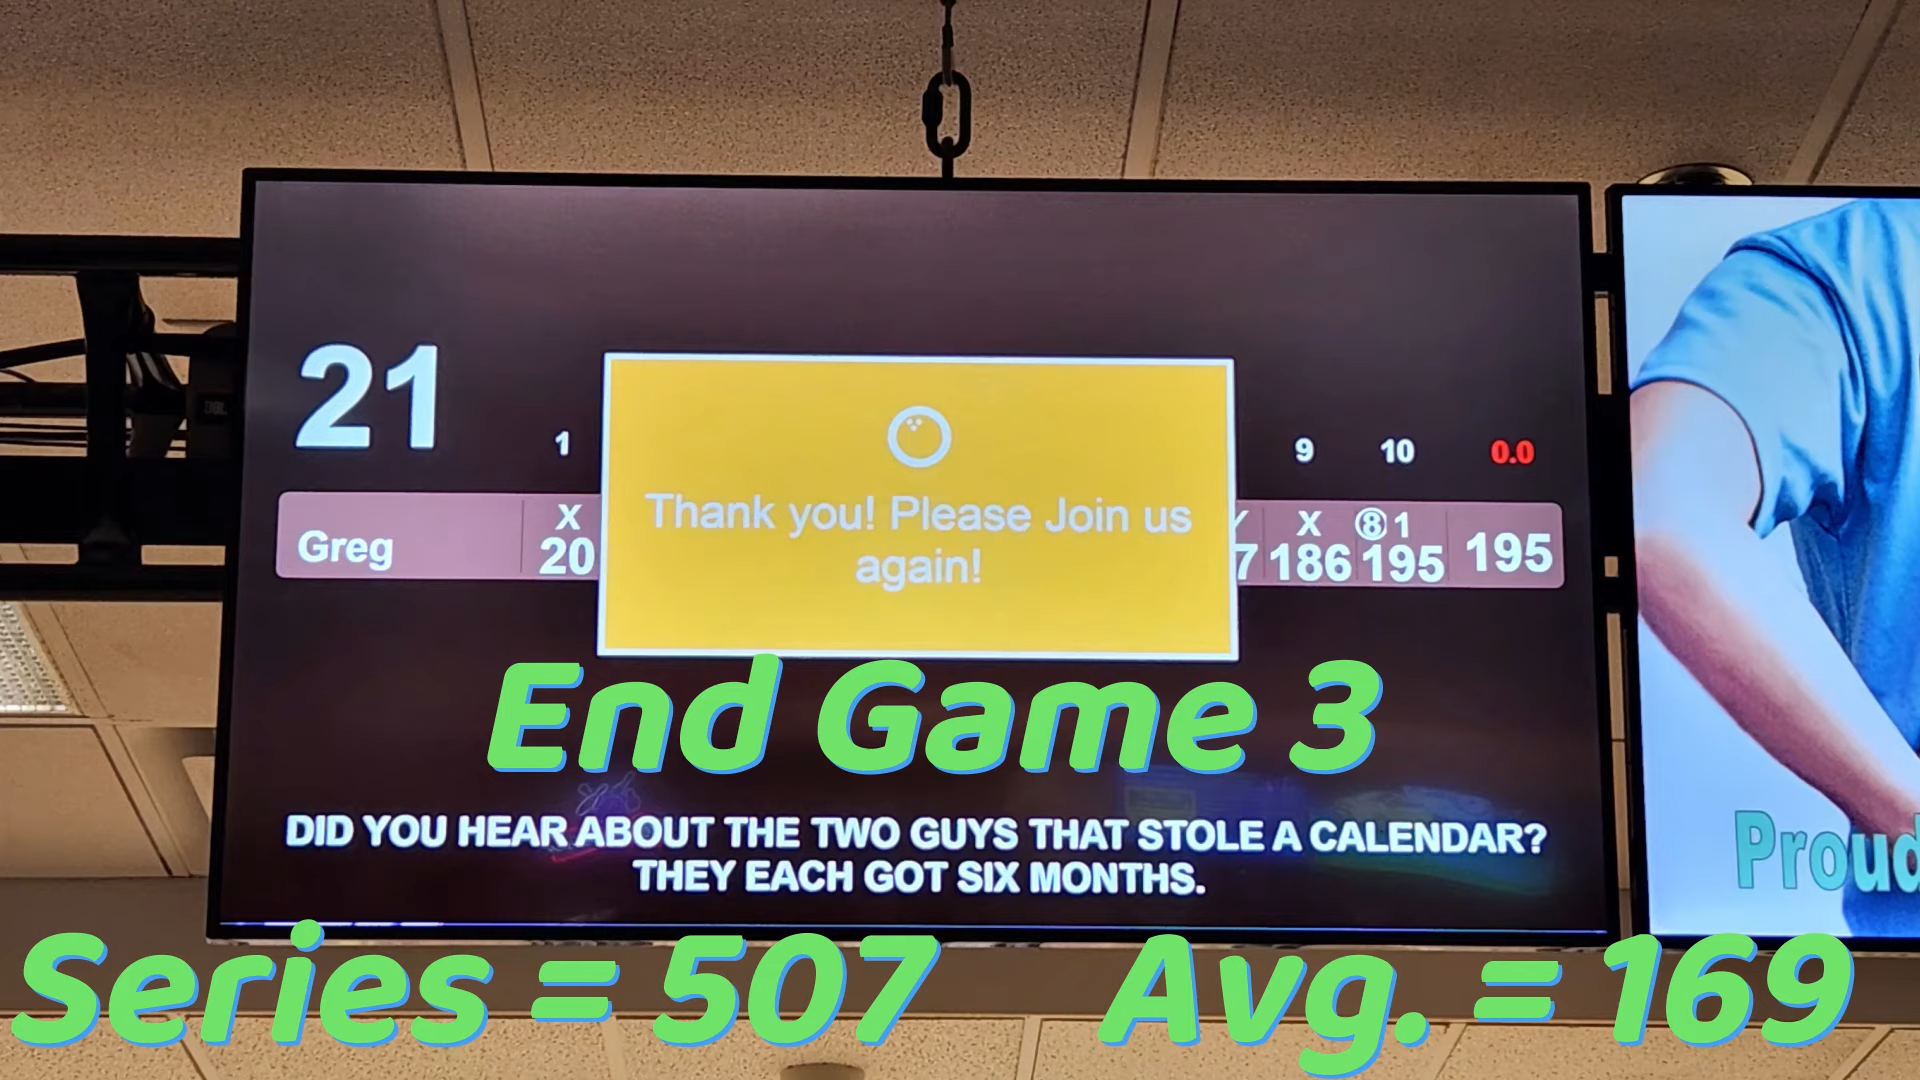 21
1
9 10 0.0
Greg
X
20
Thank you! Please Join us
again!
7
X
186
⑧ 1
195
195
End Game 3
DID YOU HEAR ABOUT THE TWO GUYS THAT STOLE A CALENDAR?
THEY EACH GOT SIX MONTHS.
Proud
Series = 507 Avg. = 169